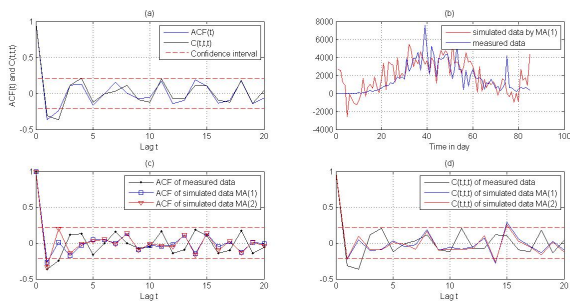 (a)
ACF(t)
C(t,t,t)
Confidence interval
ACF(t) and C(t,t,t)
1
0.5
0
-0.5
0 5 10 15 20
Lag t
(b)
simulated data by MA(1)
measured data
8000
6000
4000
2000
0
-2000
-4000
0 20 40 60 80 100
Time in day
(c)
ACF of measured data
ACF of simulated data MA(1)
ACF of simulated data MA(2)
1
0.5
0
-0.5
0 5 10 15 20
Lag t
(d)
C(t,t,t) of measured data
C(t,t,t) of simulated data MA(1)
C(t,t,t) of simulated data MA(2)
1
0.5
0
-0.5
0 5 10 15 20
Lag t